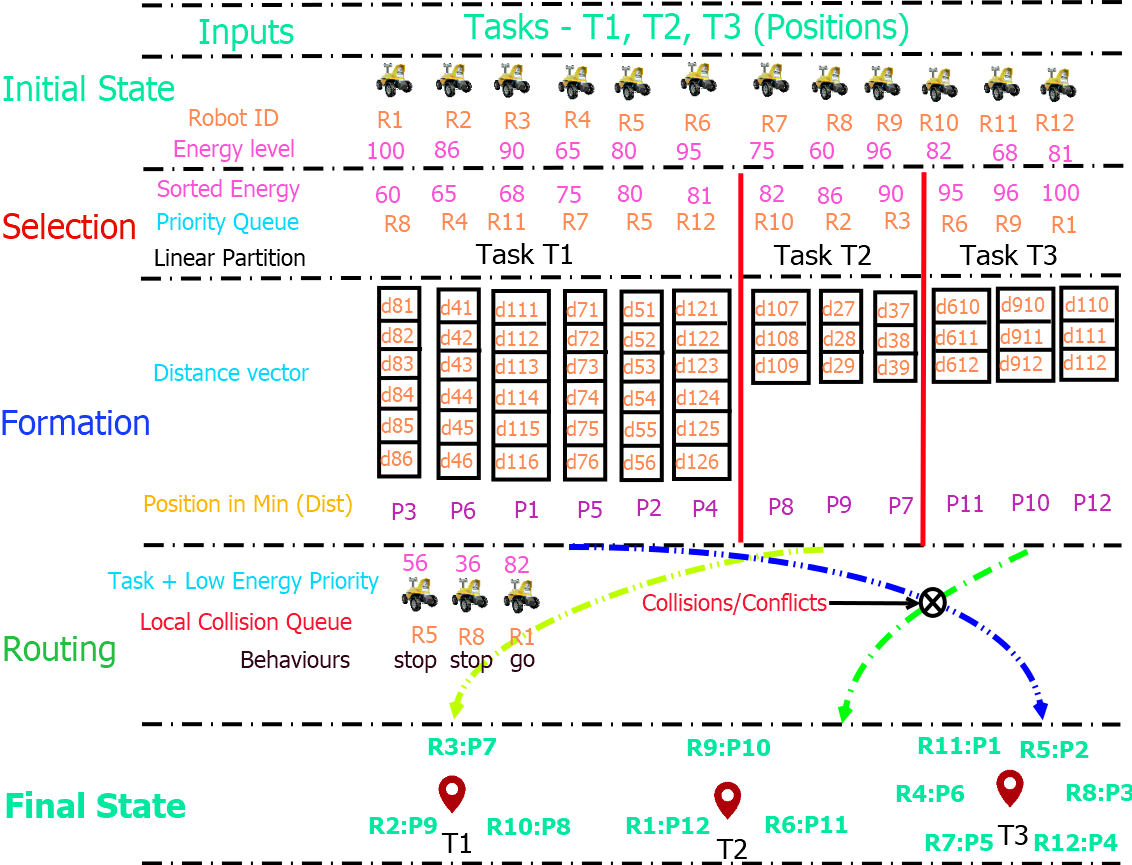 Inputs Tasks - T1, T2, T3 (Positions)
Initial State
Robot ID R1 R2 R3 R4 R5 R6 R7 R8 R9 R10 R11 R12
Energy level 100 86 90 65 80 95 75 60 96 82 68 81
Sorted Energy 60 65 68 75 80 81 82 86 90 95 96 100
Selection Priority Queue R8 R4 R11 R7 R5 R12 R10 R2 R3 R6 R9 R1
Linear Partition Task T1 Task T2 Task T3
d81 d41 d111 d71 d51 d121 d107 d27 d37 d610 d910 d110
d82 d42 d112 d72 d52 d122 d108 d28 d38 d611 d911 d111
Distance vector d83 d43 d113 d73 d53 d123 d109 d29 d39 d612 d912 d112
d84 d44 d114 d74 d54 d124
Formation d85 d45 d115 d75 d55 d125
d86 d46 d116 d76 d56 d126
Position in Min (Dist) P3 P6 P1 P5 P2 P4 P8 P9 P7 P11 P10 P12
56 36 82
Task + Low Energy Priority
Collisions/Conflicts
Local Collision Queue R5 R8 R1
Routing
Behaviours stop stop go
R3:P7 R9:P10 R11:P1 R5:P2
Final State R4:P6 R8:P3
R2:P9 T1 R10:P8 R1:P12 T2 R6:P11 R7:P5 T3 R12:P4